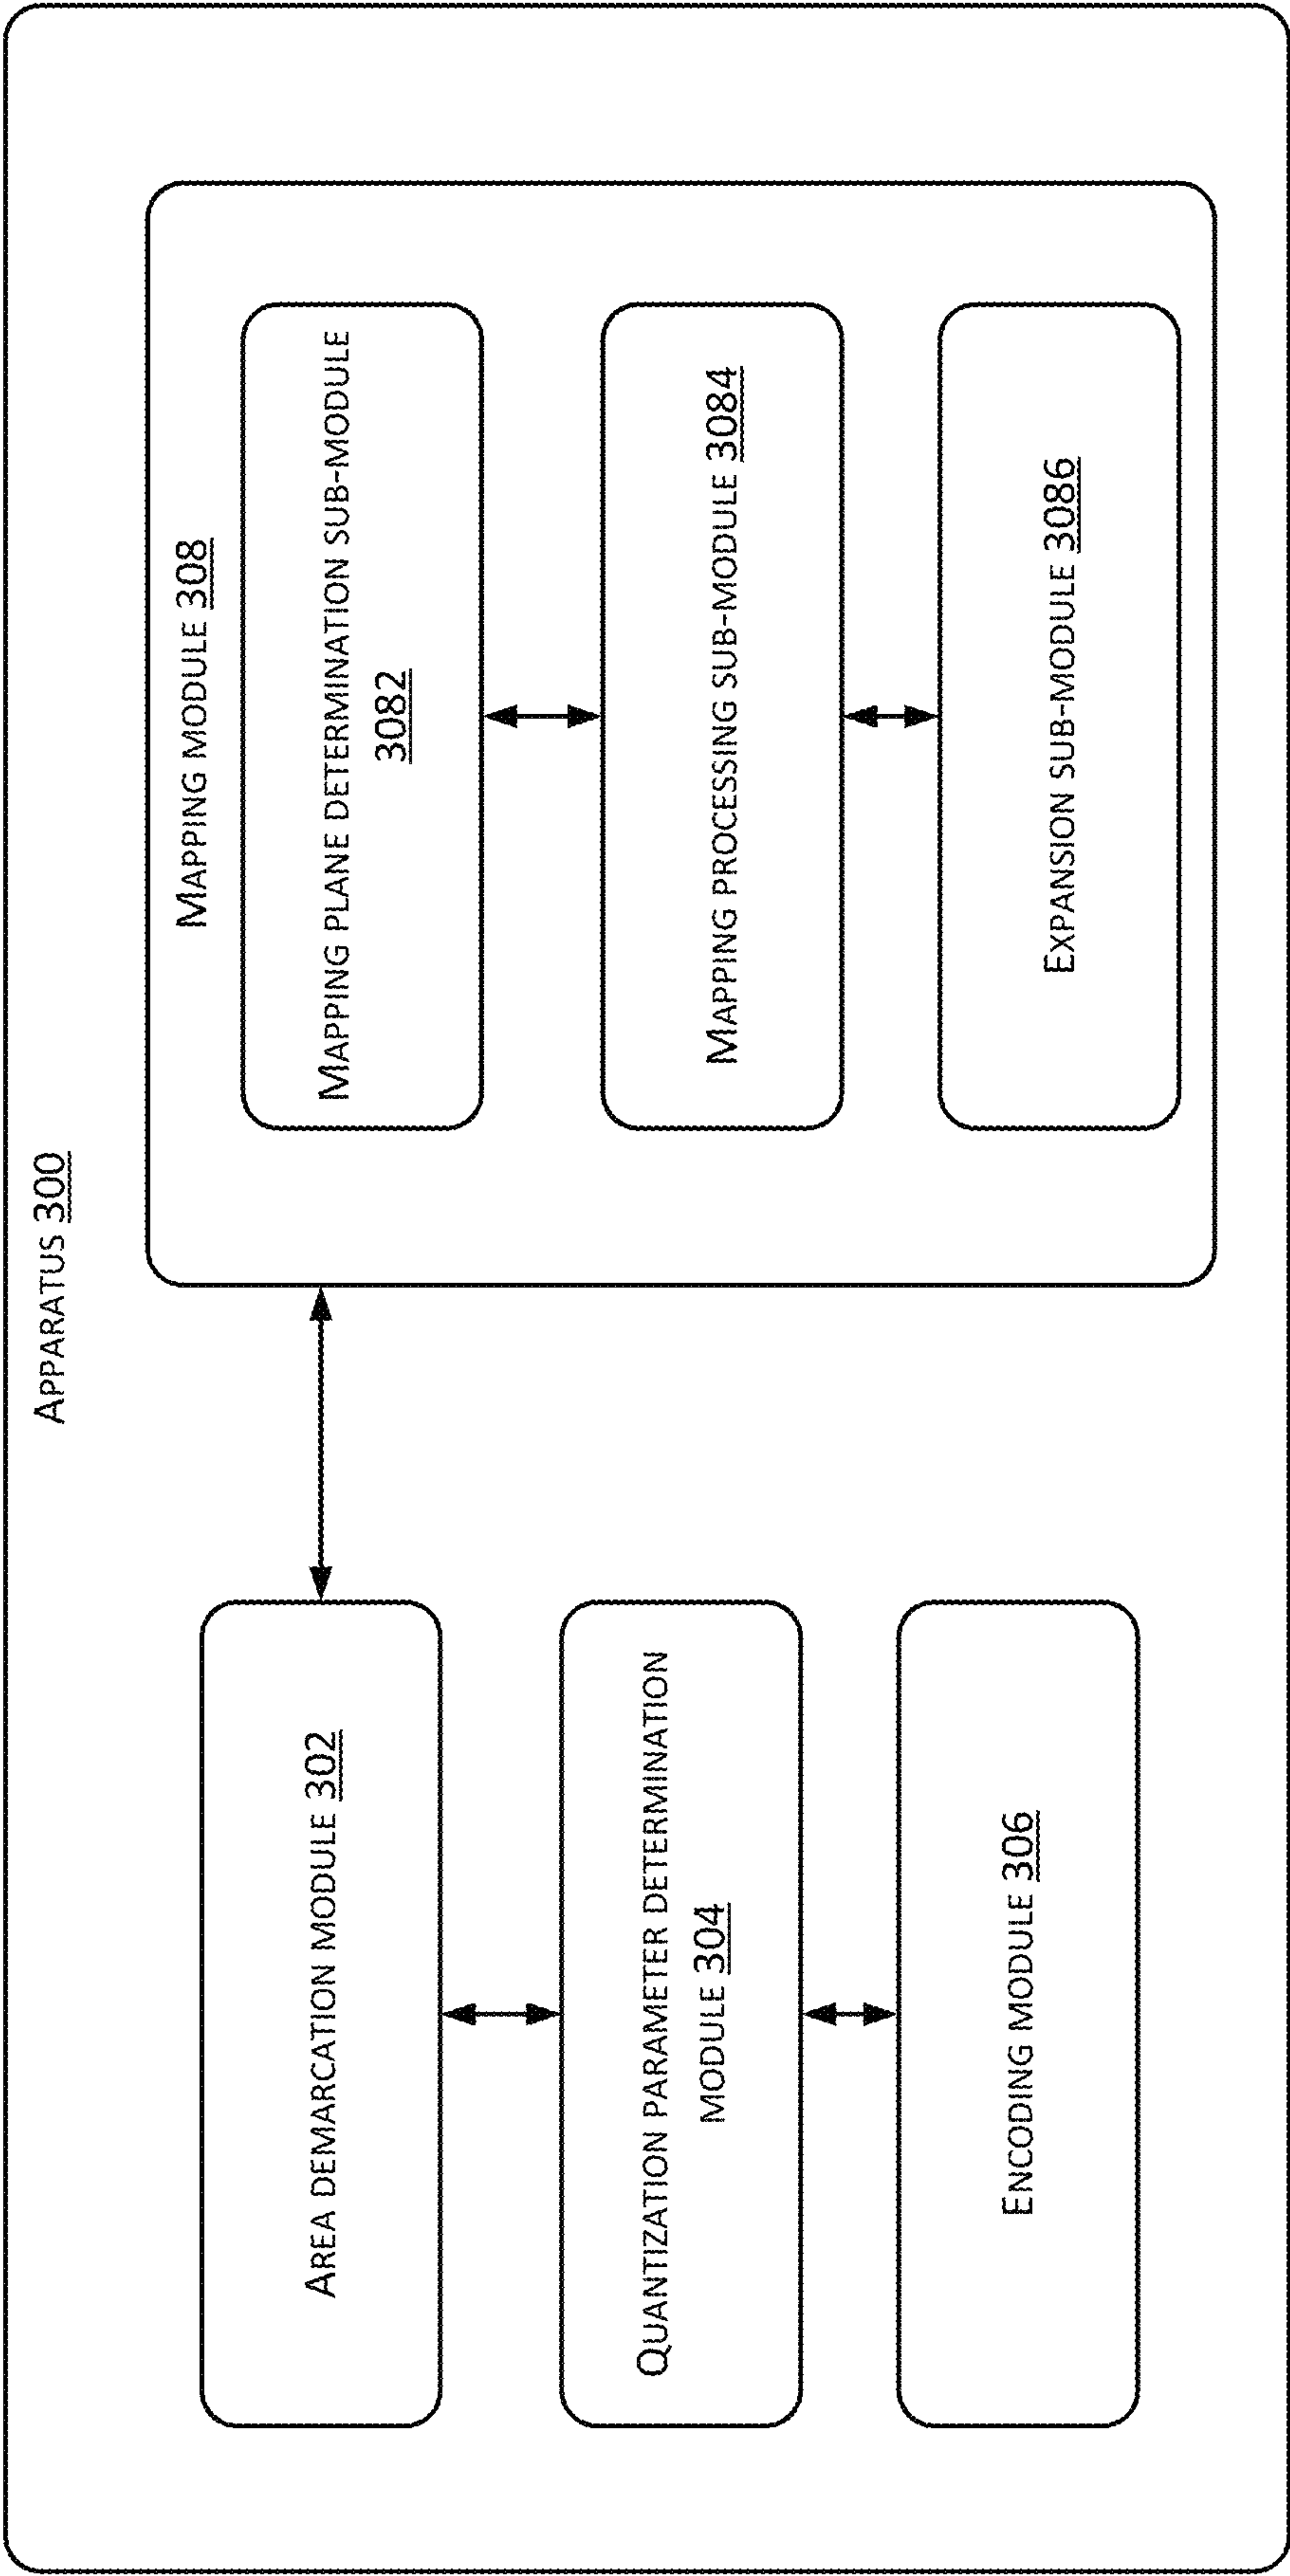 APPARATUS 300
AREA DEMARCATION MODULE 302
QUANTIZATION PARAMETER DETERMINATION
MODULE 304
ENCODING MODULE 306
MAPPING MODULE 308
MAPPING PLANE DETERMINATION SUB-MODULE
3082
MAPPING PROCESSING SUB-MODULE 3084
EXPANSION SUB-MODULE 3086